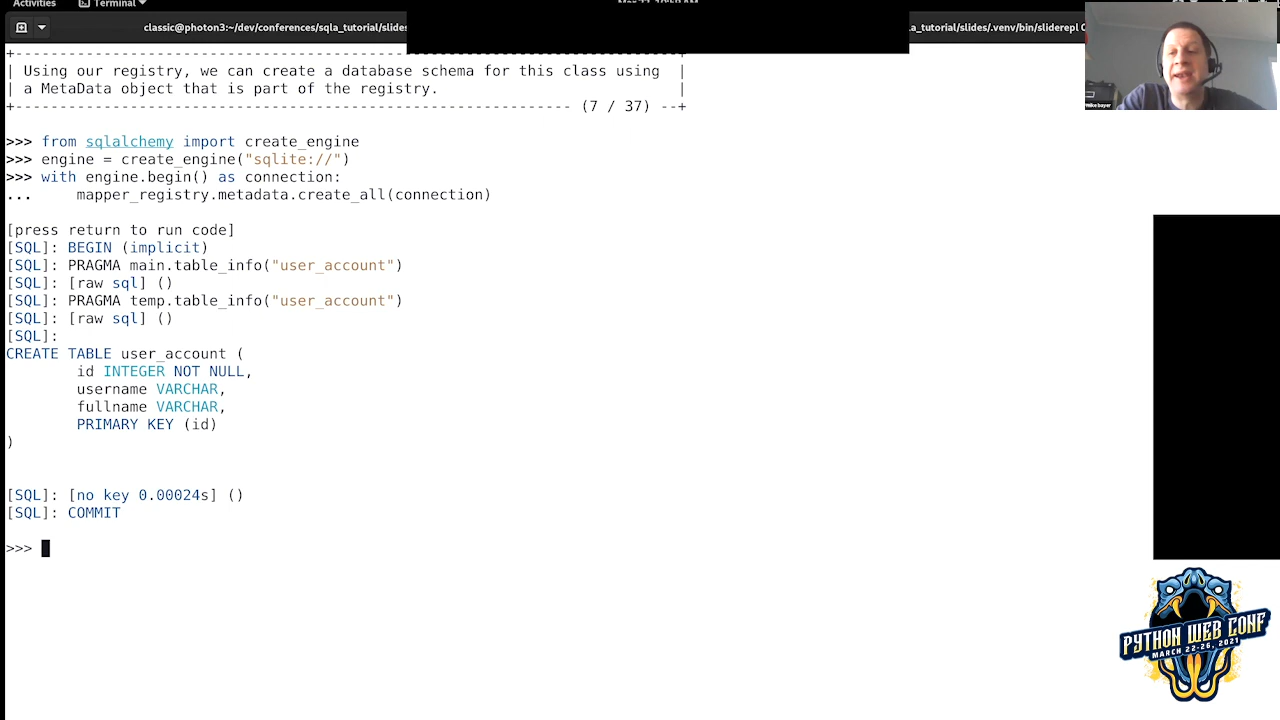 Activities
Terminal
classic@photon3:~/dev/conferences/sqla_tutorial/slides
la_tutorial/slides/.venv/bin/sliderepl
+--------------------------------------------------------------------------+
| Using our registry, we can create a database schema for this class using |
| a MetaData object that is part of the registry. |
+---------------------------------------------------------------- (7 / 37) --+
>>> from sqlalchemy import create_engine
>>> engine = create_engine("sqlite://")
>>> with engine.begin() as connection:
... mapper_registry.metadata.create_all(connection)
[press return to run code]
[SQL]: BEGIN (implicit)
[SQL]: PRAGMA main.table_info("user_account")
[SQL]: [raw sql] ()
[SQL]: PRAGMA temp.table_info("user_account")
[SQL]: [raw sql] ()
[SQL]:
CREATE TABLE user_account (
id INTEGER NOT NULL,
username VARCHAR,
fullname VARCHAR,
PRIMARY KEY (id)
)
[SQL]: [no key 0.00024s] ()
[SQL]: COMMIT
>>>
mike bayer
PYTHON WEB CONF
MARCH 22-26, 2021